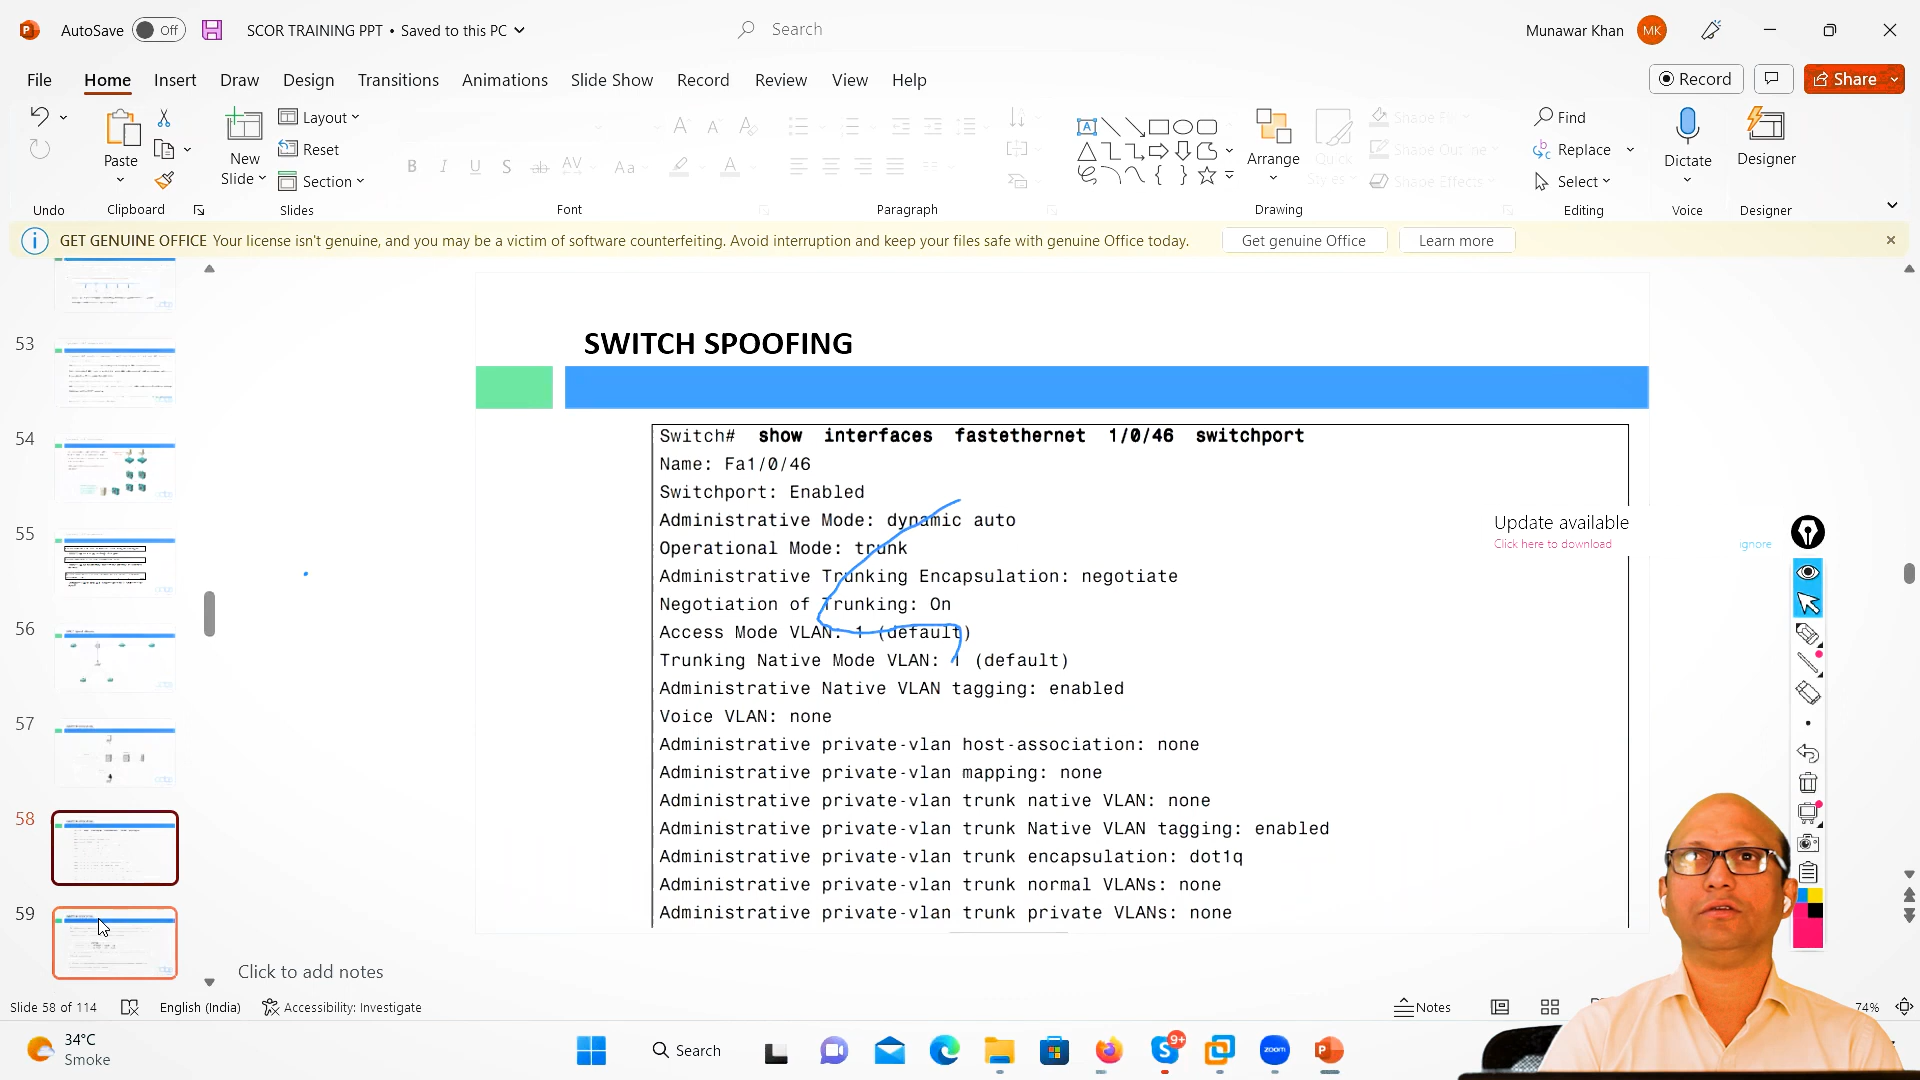 AutoSave Off SCOR TRAINING PPT • Saved to this PC Search Munawar Khan MK
File Home Insert Draw Design Transitions Animations Slide Show Record Review View Help Record Share
Paste New Slide Layout Reset Section Arrange Quick Styles Shape Fill Shape Outline Shape Effects Find Replace Select Dictate Designer
Undo Clipboard Slides Font Paragraph Drawing Editing Voice Designer
GET GENUINE OFFICE Your license isn't genuine, and you may be a victim of software counterfeiting. Avoid interruption and keep your files safe with genuine Office today. Get genuine Office Learn more
53
54
55
56
57
58
59
SWITCH SPOOFING
Switch# show interfaces fastethernet 1/0/46 switchport
Name: Fa1/0/46
Switchport: Enabled
Administrative Mode: dynamic auto
Operational Mode: trunk
Administrative Trunking Encapsulation: negotiate
Negotiation of Trunking: On
Access Mode VLAN: 1 (default)
Trunking Native Mode VLAN: 1 (default)
Administrative Native VLAN tagging: enabled
Voice VLAN: none
Administrative private-vlan host-association: none
Administrative private-vlan mapping: none
Administrative private-vlan trunk native VLAN: none
Administrative private-vlan trunk Native VLAN tagging: enabled
Administrative private-vlan trunk encapsulation: dot1q
Administrative private-vlan trunk normal VLANs: none
Administrative private-vlan trunk private VLANs: none
Update available
Click here to download ignore
Click to add notes
Slide 58 of 114 English (India) Accessibility: Investigate Notes 74%
34°C
Smoke
Search
9+
zoom